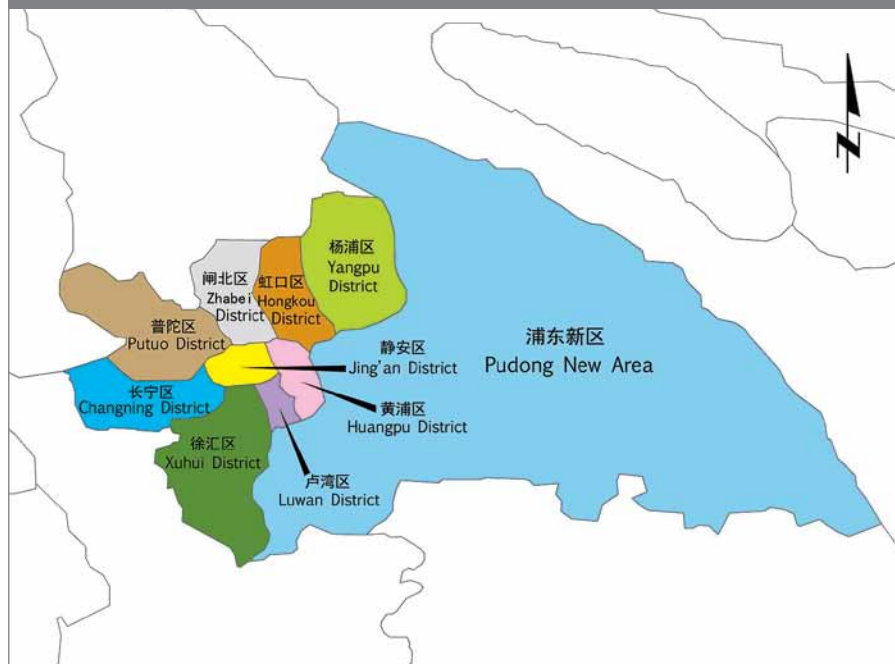 杨浦区
Yangpu
District
闸北区
Zhabei
District
虹口区
Hongkou
District
普陀区
Putuo District
静安区
Jing'an District
浦东新区
Pudong New Area
长宁区
Changning District
黄浦区
Huangpu District
徐汇区
Xuhui District
卢湾区
Luwan District